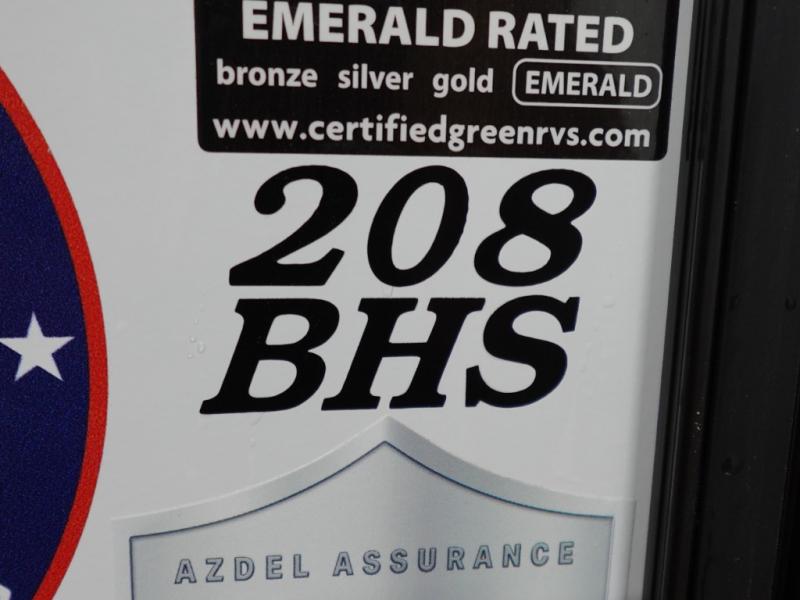 EMERALD RATED
bronze silver gold EMERALD
www.certifiedgreenrvs.com
208
BHS
AZDEL ASSURANCE